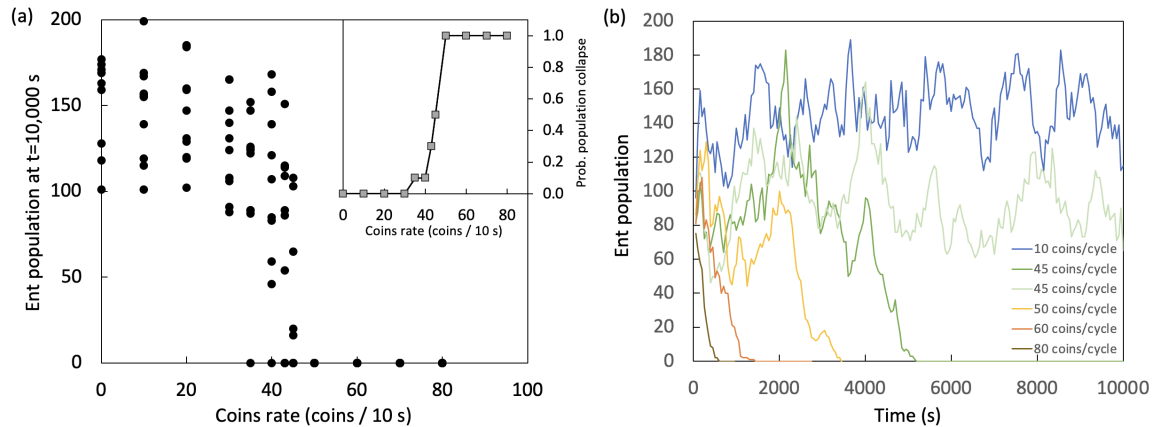 (a)
200
150
100
50
0
Ent population at t=10,000 s
0 20 40 60 80 100
Coins rate (coins / 10 s)
1.0
0.8
0.6
0.4
0.2
0.0
Prob. population collapse
0 20 40 60 80
Coins rate (coins / 10 s)
(b)
200
180
160
140
120
100
80
60
40
20
0
Ent population
10 coins/cycle
45 coins/cycle
45 coins/cycle
50 coins/cycle
60 coins/cycle
80 coins/cycle
0 2000 4000 6000 8000 10000
Time (s)